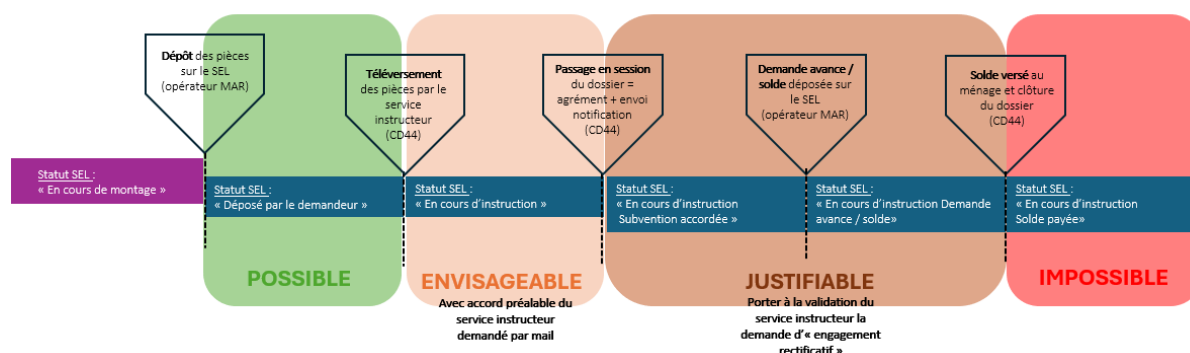 Dépôt des pièces
sur le SEL
(opérateur MAR)
Téléversement
des pièces par le
service
instructeur
(CD44)
Passage en session
du dossier =
agrément + envoi
notification
(CD44)
Demande avance /
solde déposée sur
le SEL
(opérateur MAR)
Solde versé au
ménage et clôture
du dossier
(CD44)
Statut SEL :
« En cours de montage »
Statut SEL :
« Déposé par le demandeur »
Statut SEL :
« En cours d’instruction »
Statut SEL :
« En cours d’instruction
Subvention accordée»
Statut SEL :
« En cours d’instruction Demande
avance / solde»
Statut SEL :
« En cours d’instruction
Solde payée»
POSSIBLE
ENVISAGEABLE
Avec accord préalable du
service instructeur
demandé par mail
JUSTIFIABLE
Porter à la validation du
service instructeur la
demande d’« engagement
rectificatif »
IMPOSSIBLE